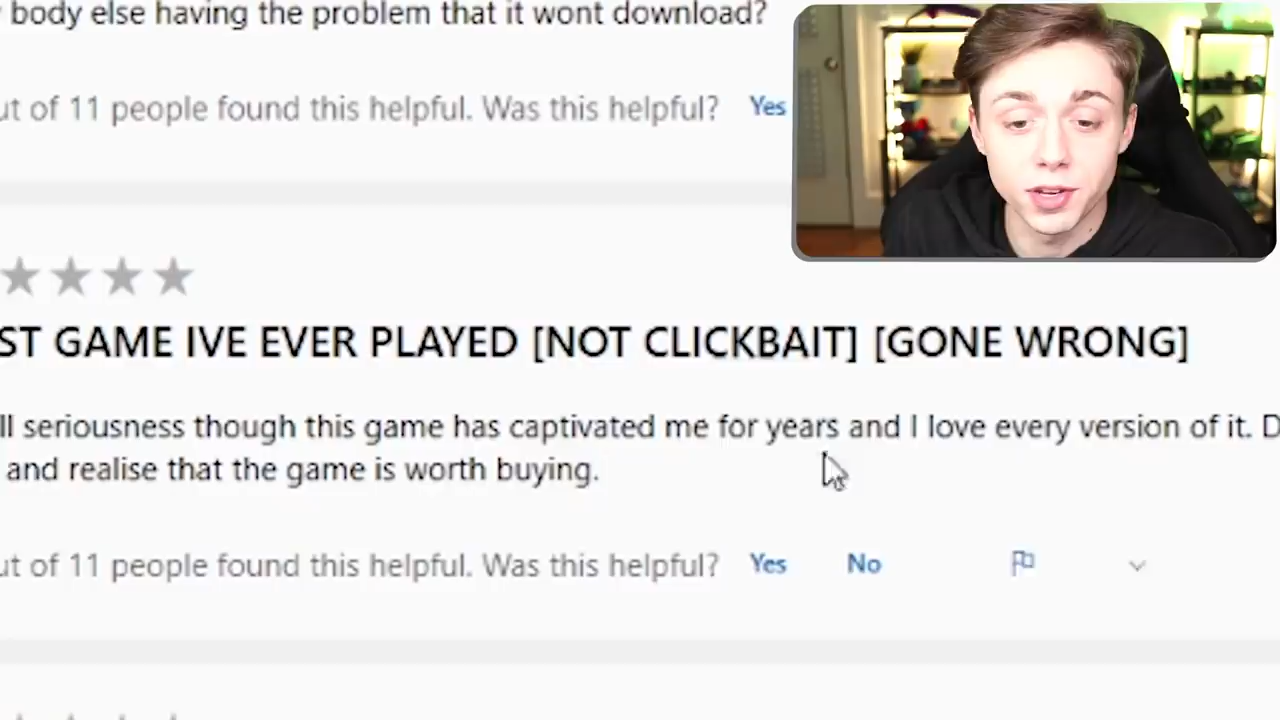 body else having the problem that it wont download?
ut of 11 people found this helpful. Was this helpful? Yes
ST GAME IVE EVER PLAYED [NOT CLICKBAIT] [GONE WRONG]
ll seriousness though this game has captivated me for years and I love every version of it. D
and realise that the game is worth buying.
ut of 11 people found this helpful. Was this helpful? Yes No